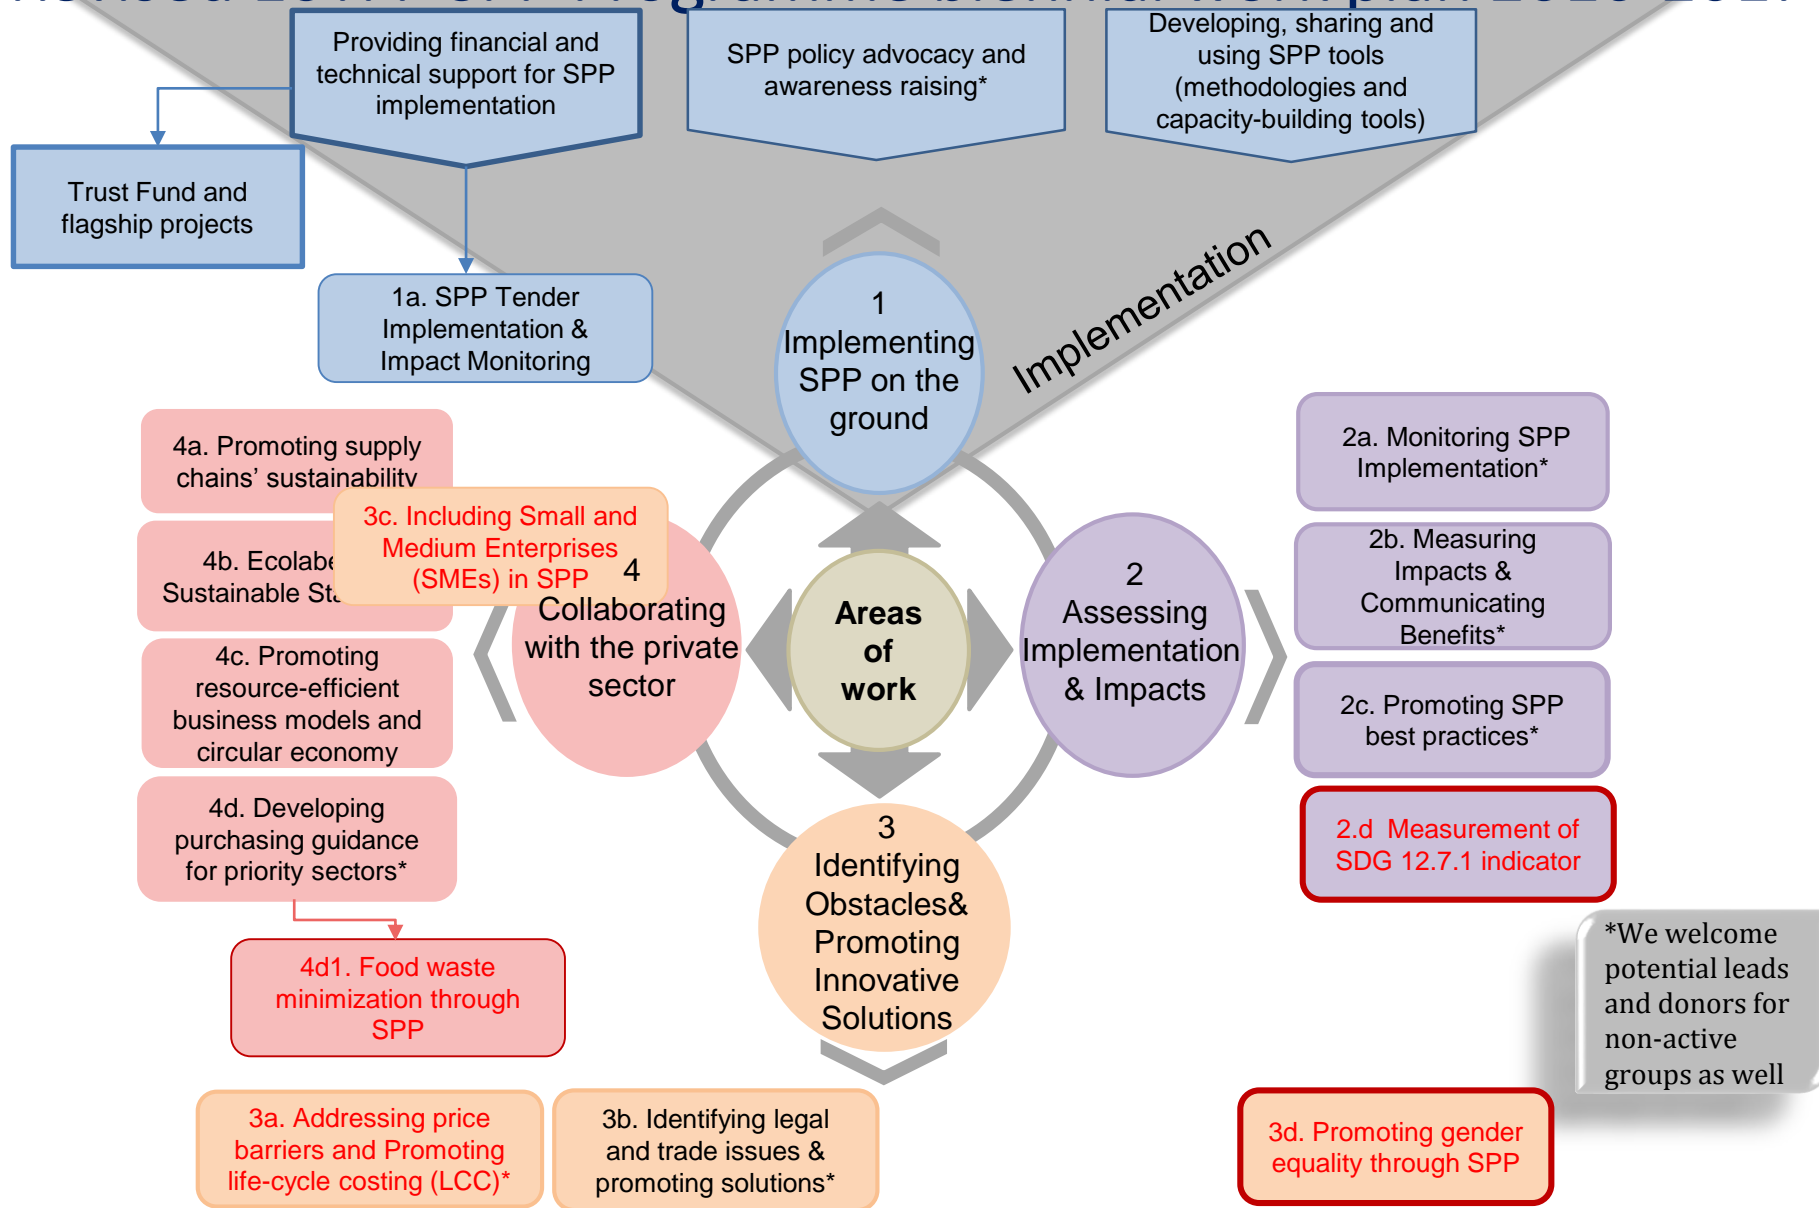 Providing financial and
technical support for SPP
implementation
SPP policy advocacy and
awareness raising*
Developing, sharing and
using SPP tools
(methodologies and
capacity-building tools)
Trust Fund and
flagship projects
1a. SPP Tender
Implementation &
Impact Monitoring
1
Implementing
SPP on the
ground
Implementation
4a. Promoting supply
chains’ sustainability
3c. Including Small and
Medium Enterprises
(SMEs) in SPP
4b.
Sustainable
4c. Promoting
resource-efficient
business models and
circular economy
4d. Developing
purchasing guidance
for priority sectors*
4d1. Food waste
minimization through
SPP
4
Collaborating
with the private
sector
Areas
of
work
2
Assessing
Implementation
& Impacts
2a. Monitoring SPP
Implementation*
2b. Measuring
Impacts &
Communicating
Benefits*
2c. Promoting SPP
best practices*
2.d Measurement of
SDG 12.7.1 indicator
3
Identifying
Obstacles&
Promoting
Innovative
Solutions
*We welcome
potential leads
and donors for
non-active
groups as well
3a. Addressing price
barriers and Promoting
life-cycle costing (LCC)*
3b. Identifying legal
and trade issues &
promoting solutions*
3d. Promoting gender
equality through SPP